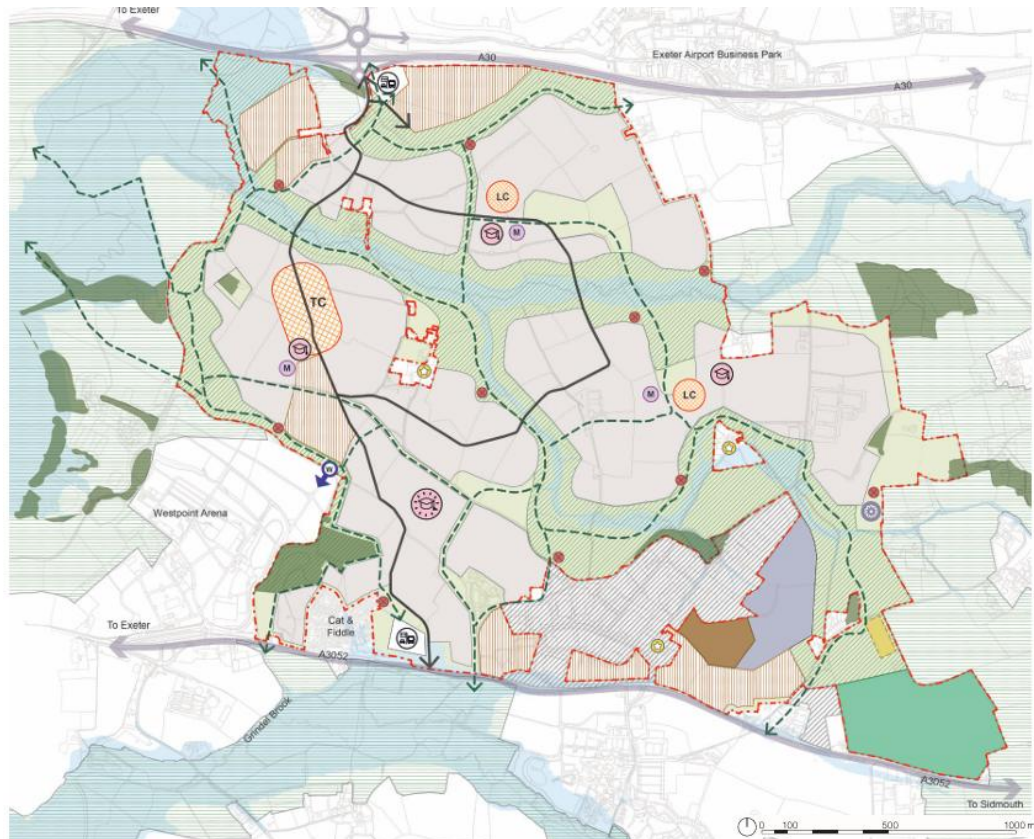 To Exeter
A30
Exeter Airport Business Park
A30
LC
M
TC
M
M
LC
W
Westpoint Arena
To Exeter
Cat &
Fiddle
A3052
Grindel Brook
A3052
To Sidmouth
0 100 500 1000 m